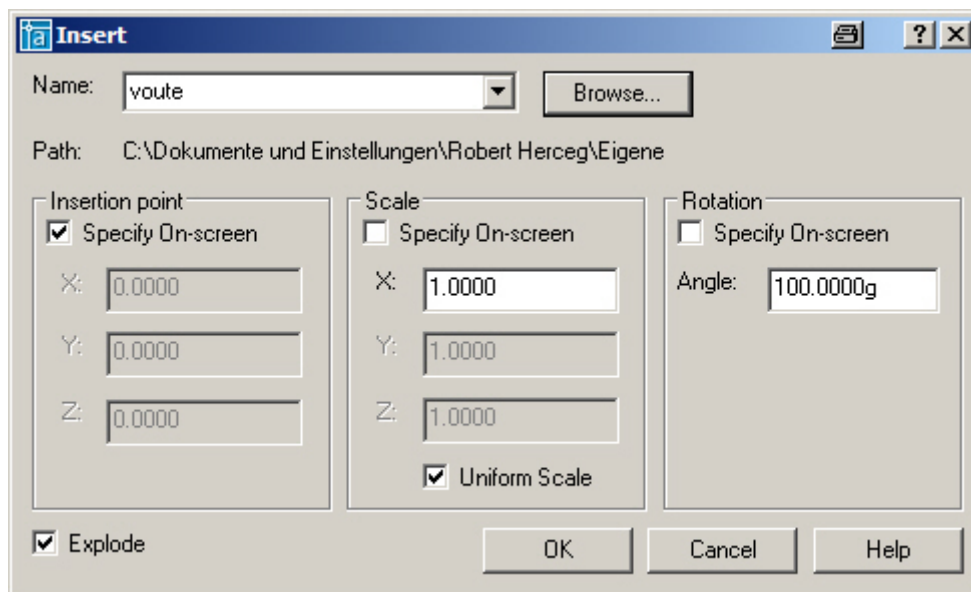 Insert
Name: voute Browse...
Path: C:\Dokumente und Einstellungen\Robert Herceg\Eigene
Insertion point
Specify On-screen
X: 0.0000
Y: 0.0000
Z: 0.0000
Scale
Specify On-screen
X: 1.0000
Y: 1.0000
Z: 1.0000
Uniform Scale
Rotation
Specify On-screen
Angle: 100.0000g
Explode
OK Cancel Help